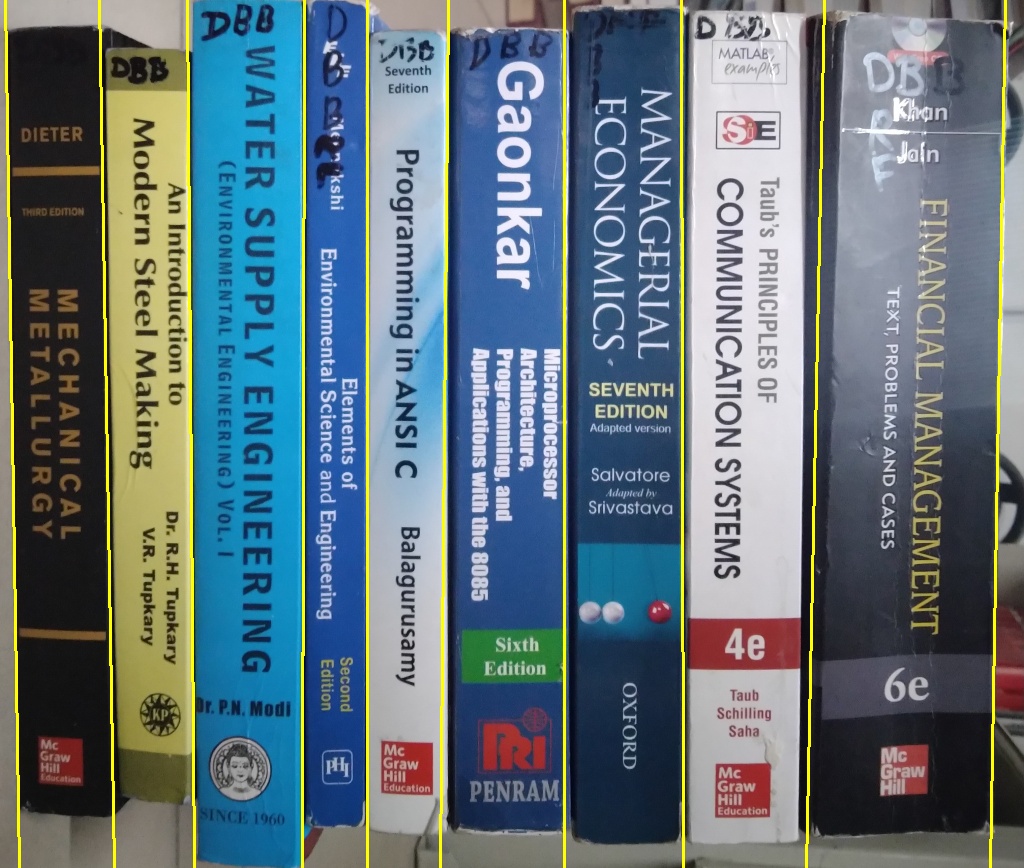 DIETER
THIRD EDITION
MECHANICAL
METALLURGY
Mc
Graw
Hill
Education
DBB
An Introduction to
Modern Steel Making
Dr. R.H. Tupkary
V.R. Tupkary
KP
DBB
WATER SUPPLY ENGINEERING
(ENVIRONMENTAL ENGINEERING) VOL. I
Dr. P.N. Modi
SINCE 1960
Elements of
Environmental Science and Engineering
Second
Edition
PHI
DBB
Seventh
Edition
Programming in ANSI C
Balagurusamy
Mc
Graw
Hill
Education
DBB
Gaonkar
Microprocessor
Architecture,
Programming, and
Applications with the 8085
Sixth
Edition
PRI
PENRAM
MANAGERIAL
ECONOMICS
SEVENTH
EDITION
Adapted version
Salvatore
Adapted by
Srivastava
OXFORD
DBB
MATLAB
examples
SIE
Taub's PRINCIPLES OF
COMMUNICATION SYSTEMS
4e
Taub
Schilling
Saha
Mc
Graw
Hill
Education
DBB
Khan
Jain
FINANCIAL MANAGEMENT
TEXT, PROBLEMS AND CASES
6e
Mc
Graw
Hill